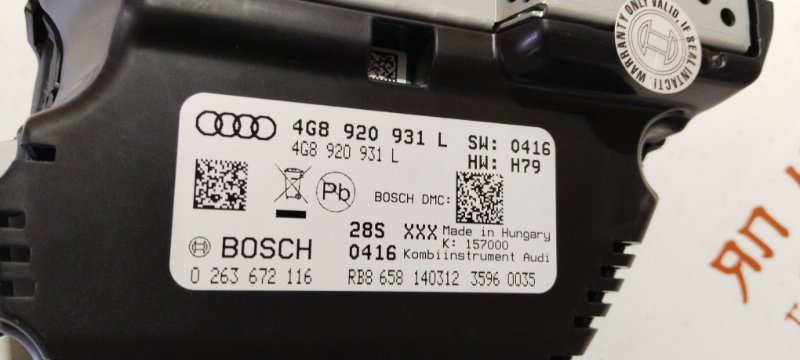 WARRANTY ONLY VALID, IF SEAL INTACT!
4G8 920 931 L SW: 0416
4G8 920 931 L HW: H79
Pb BOSCH DMC:
28S XXX Made in Hungary
K: 157000
BOSCH 0416 Kombiinstrument Audi
0 263 672 116 RB8 658 140312 3596 0035